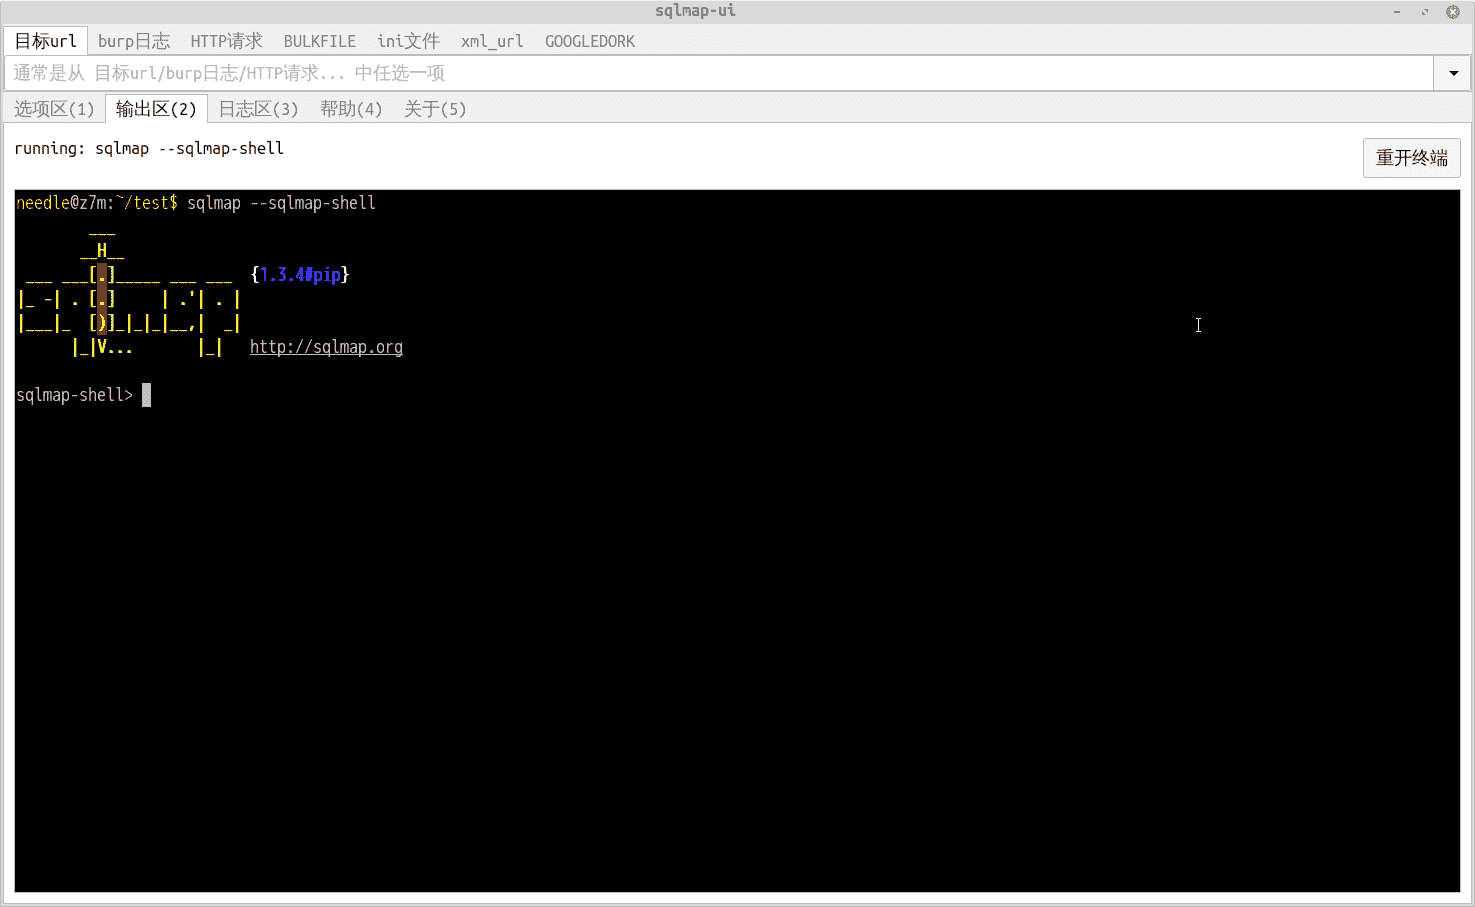 sqlmap-ui
目标url burp日志 HTTP请求 BULKFILE ini文件 xml_url GOOGLEDORK
通常是从 目标url/burp日志/HTTP请求... 中任选一项
选项区(1) 输出区(2) 日志区(3) 帮助(4) 关于(5)
running: sqlmap --sqlmap-shell
重开终端
needle@z7m:~/test$ sqlmap --sqlmap-shell
        ___
       __H__
 ___ ___[.]_____ ___ ___  {1.3.4#pip}
|_ -| . [.]     | .'| . |
|___|_  [)]_|_|_|__,|  _|
      |_|V...       |_|   http://sqlmap.org
sqlmap-shell>